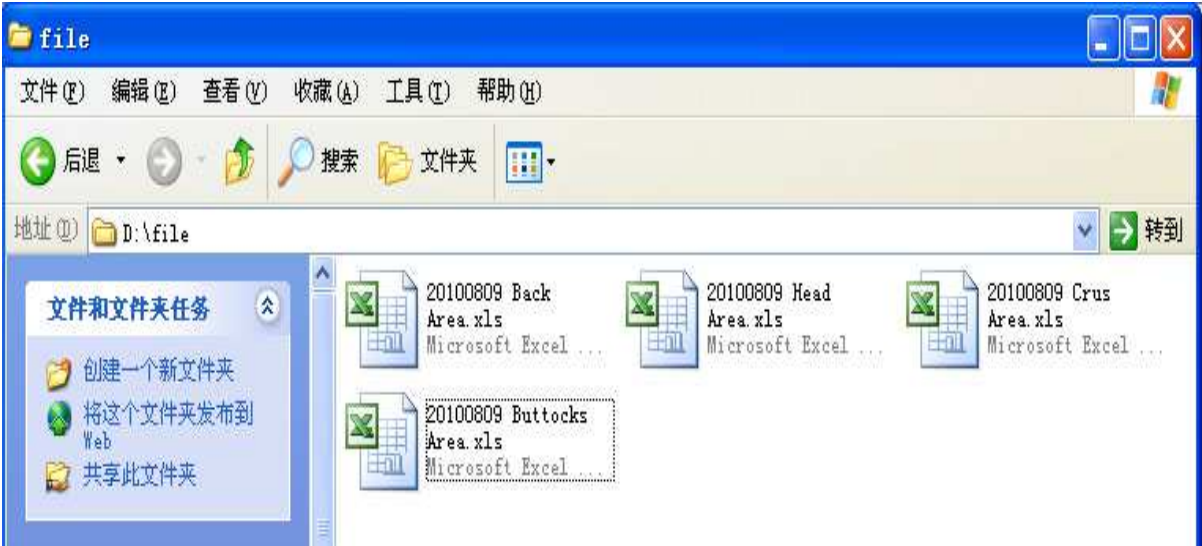 file
文件(F) 编辑(E) 查看(V) 收藏(A) 工具(T) 帮助(H)
后退 搜索 文件夹
地址(D) D:\file 转到
文件和文件夹任务
创建一个新文件夹
将这个文件夹发布到
Web
共享此文件夹
20100809 Back
Area.xls
Microsoft Excel ...
20100809 Head
Area.xls
Microsoft Excel ...
20100809 Crus
Area.xls
Microsoft Excel ...
20100809 Buttocks
Area.xls
Microsoft Excel ...